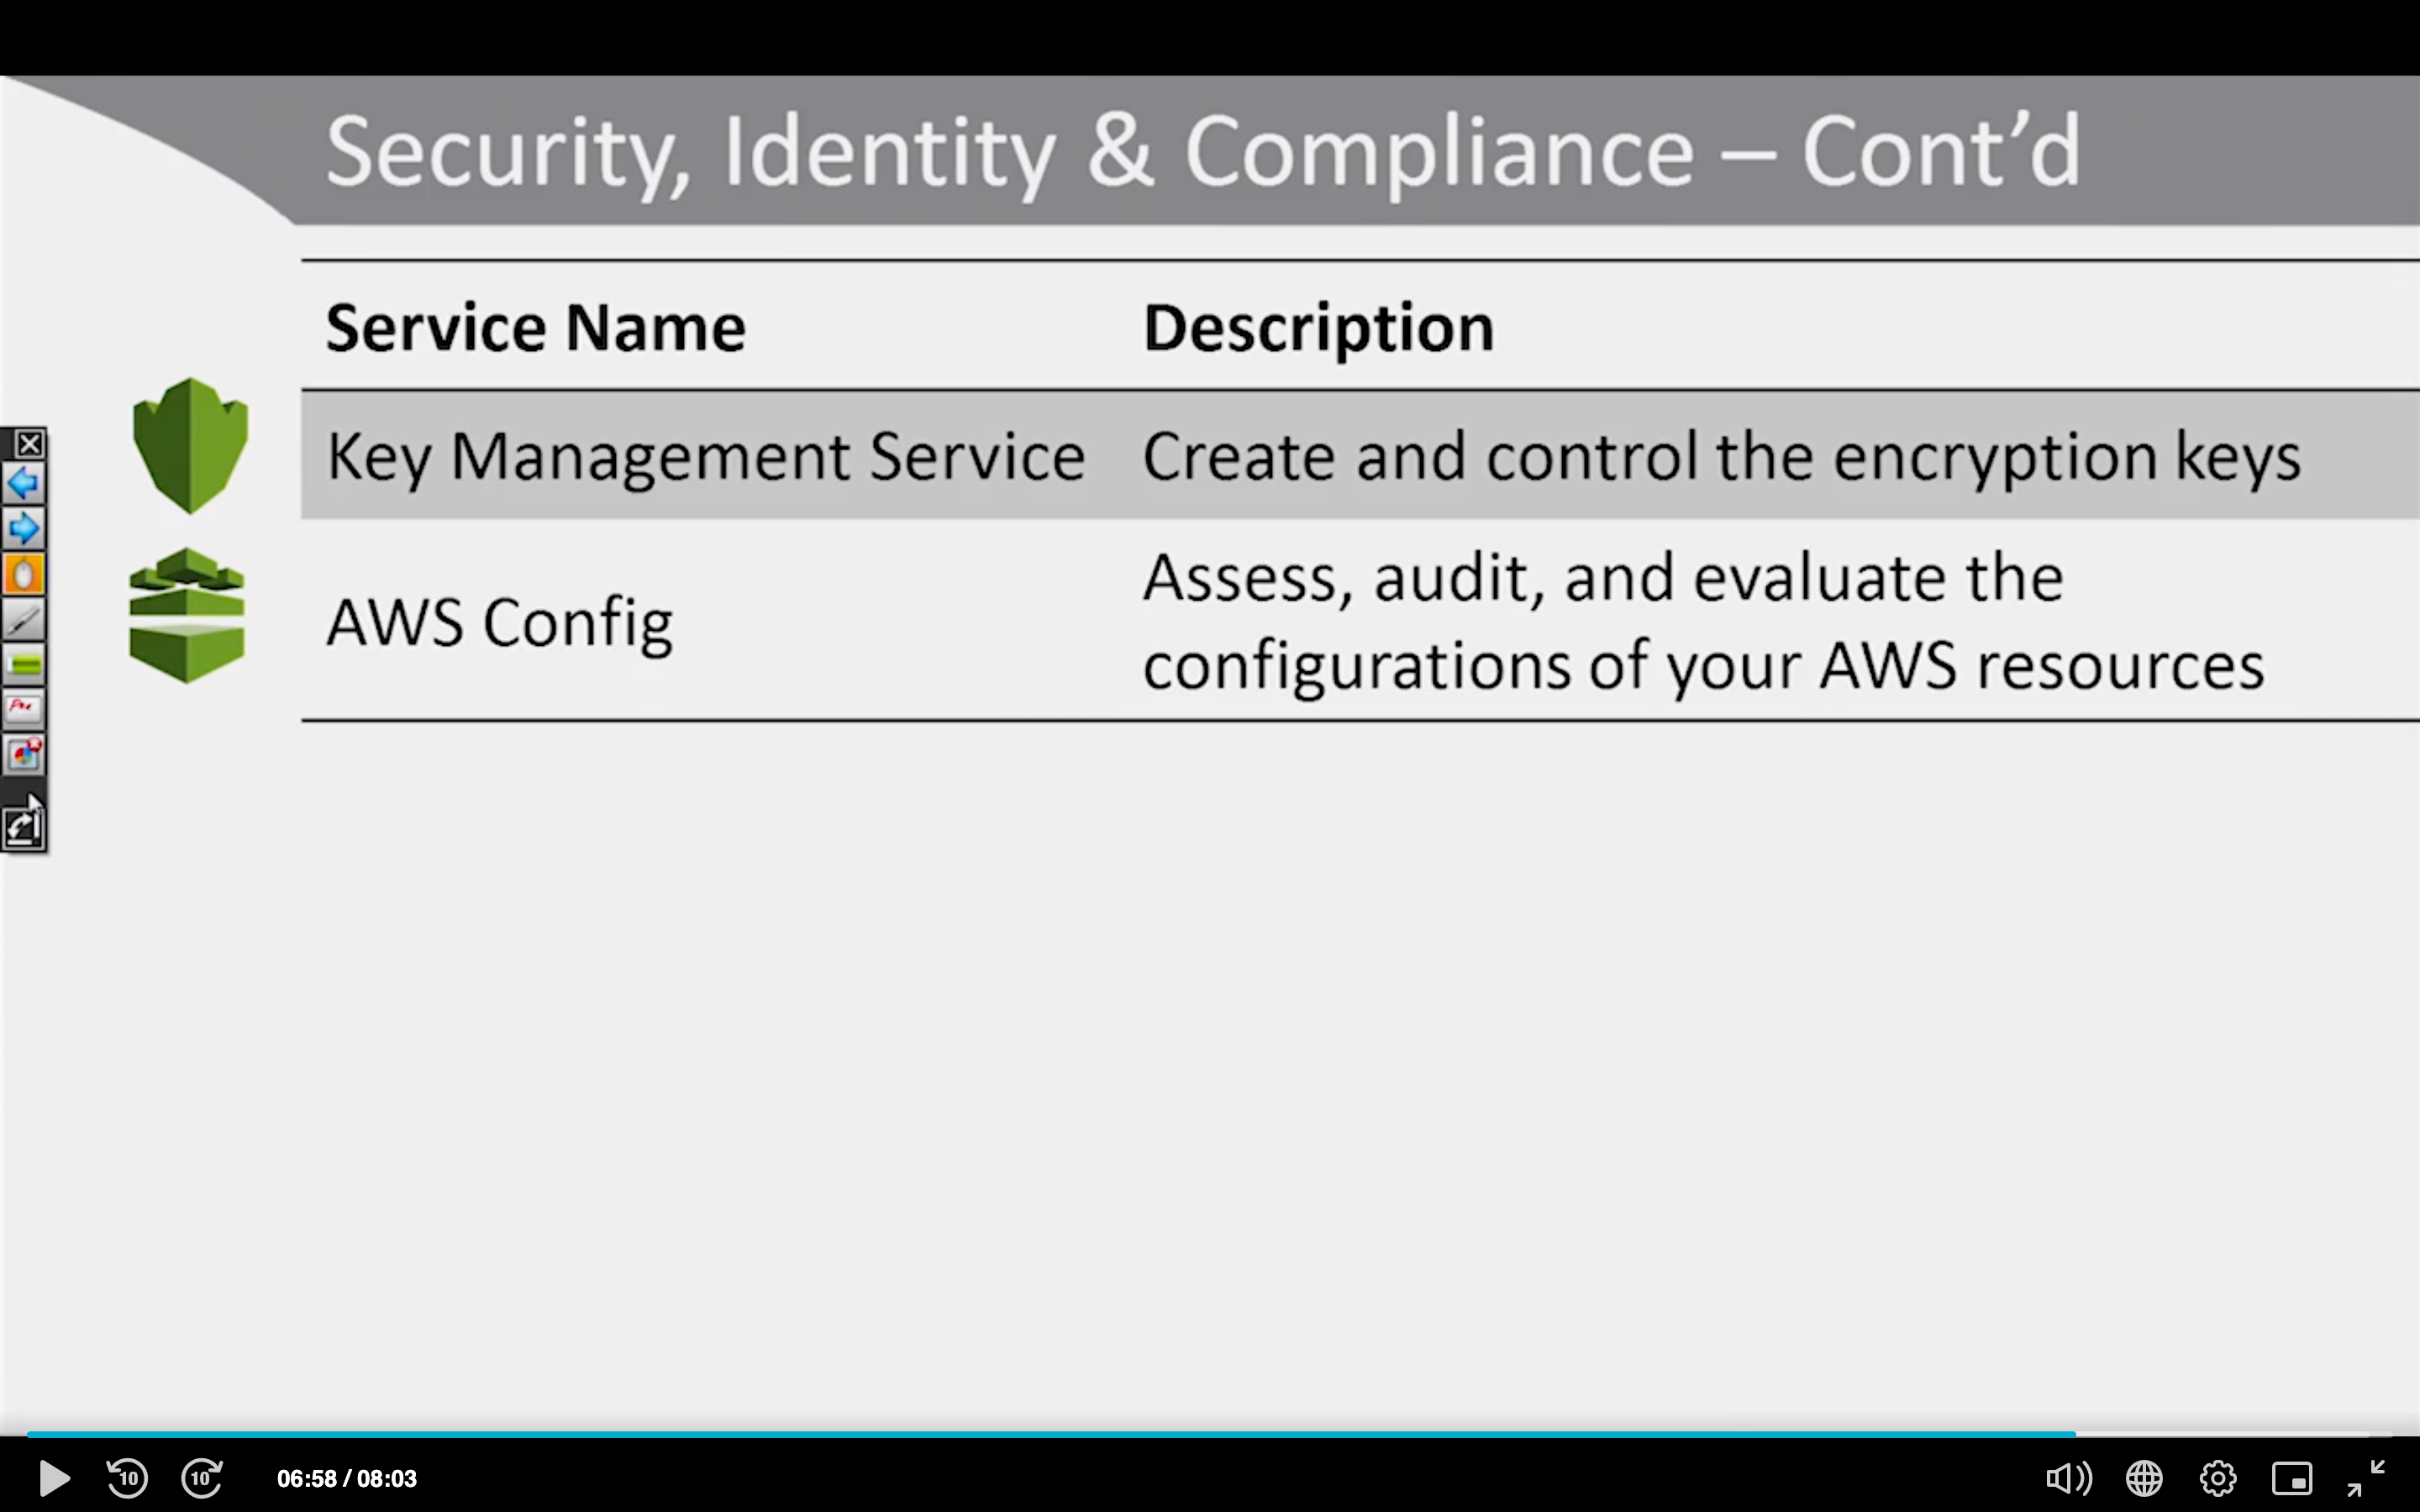 Security, Identity & Compliance – Cont’d
Service Name Description
Key Management Service Create and control the encryption keys
AWS Config Assess, audit, and evaluate the
configurations of your AWS resources
10 10 06:58 / 08:03